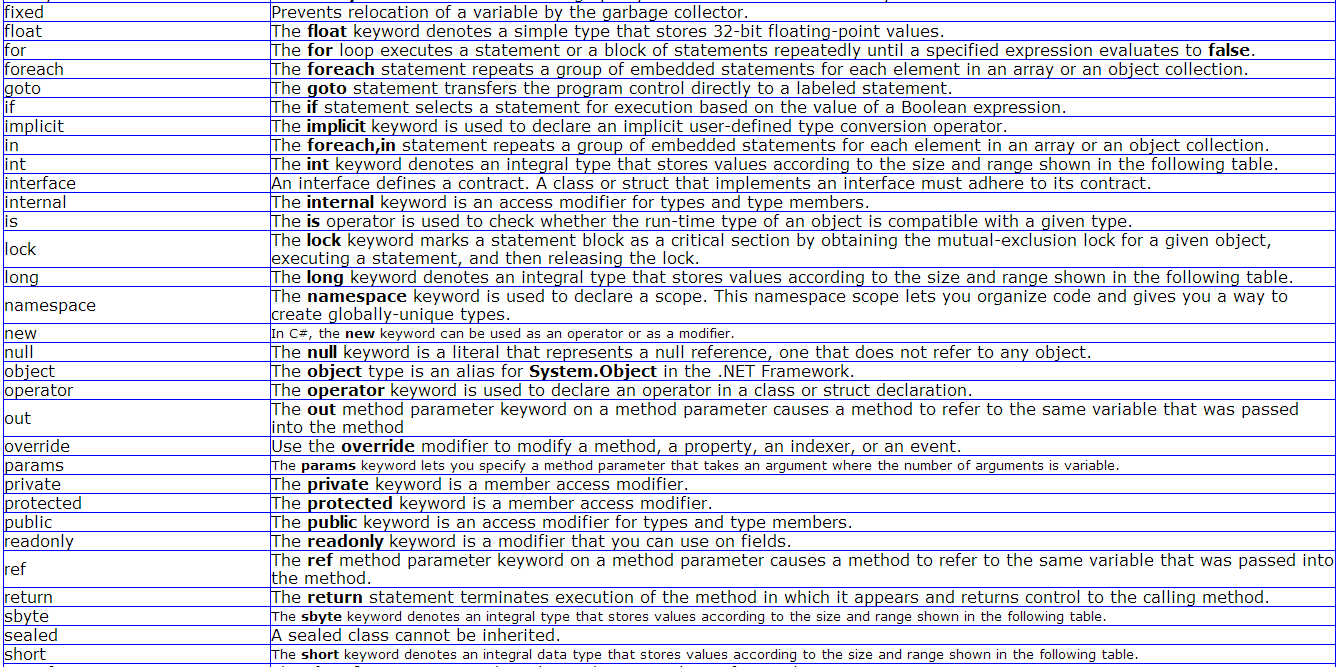 fixed Prevents relocation of a variable by the garbage collector.
float The float keyword denotes a simple type that stores 32-bit floating-point values.
for The for loop executes a statement or a block of statements repeatedly until a specified expression evaluates to false.
foreach The foreach statement repeats a group of embedded statements for each element in an array or an object collection.
goto The goto statement transfers the program control directly to a labeled statement.
if The if statement selects a statement for execution based on the value of a Boolean expression.
implicit The implicit keyword is used to declare an implicit user-defined type conversion operator.
in The foreach,in statement repeats a group of embedded statements for each element in an array or an object collection.
int The int keyword denotes an integral type that stores values according to the size and range shown in the following table.
interface An interface defines a contract. A class or struct that implements an interface must adhere to its contract.
internal The internal keyword is an access modifier for types and type members.
is The is operator is used to check whether the run-time type of an object is compatible with a given type.
lock The lock keyword marks a statement block as a critical section by obtaining the mutual-exclusion lock for a given object,
executing a statement, and then releasing the lock.
long The long keyword denotes an integral type that stores values according to the size and range shown in the following table.
namespace The namespace keyword is used to declare a scope. This namespace scope lets you organize code and gives you a way to
create globally-unique types.
new In C#, the new keyword can be used as an operator or as a modifier.
null The null keyword is a literal that represents a null reference, one that does not refer to any object.
object The object type is an alias for System.Object in the .NET Framework.
operator The operator keyword is used to declare an operator in a class or struct declaration.
out The out method parameter keyword on a method parameter causes a method to refer to the same variable that was passed
into the method
override Use the override modifier to modify a method, a property, an indexer, or an event.
params The params keyword lets you specify a method parameter that takes an argument where the number of arguments is variable.
private The private keyword is a member access modifier.
protected The protected keyword is a member access modifier.
public The public keyword is an access modifier for types and type members.
readonly The readonly keyword is a modifier that you can use on fields.
ref The ref method parameter keyword on a method parameter causes a method to refer to the same variable that was passed into
the method.
return The return statement terminates execution of the method in which it appears and returns control to the calling method.
sbyte The sbyte keyword denotes an integral type that stores values according to the size and range shown in the following table.
sealed A sealed class cannot be inherited.
short The short keyword denotes an integral data type that stores values according to the size and range shown in the following table.